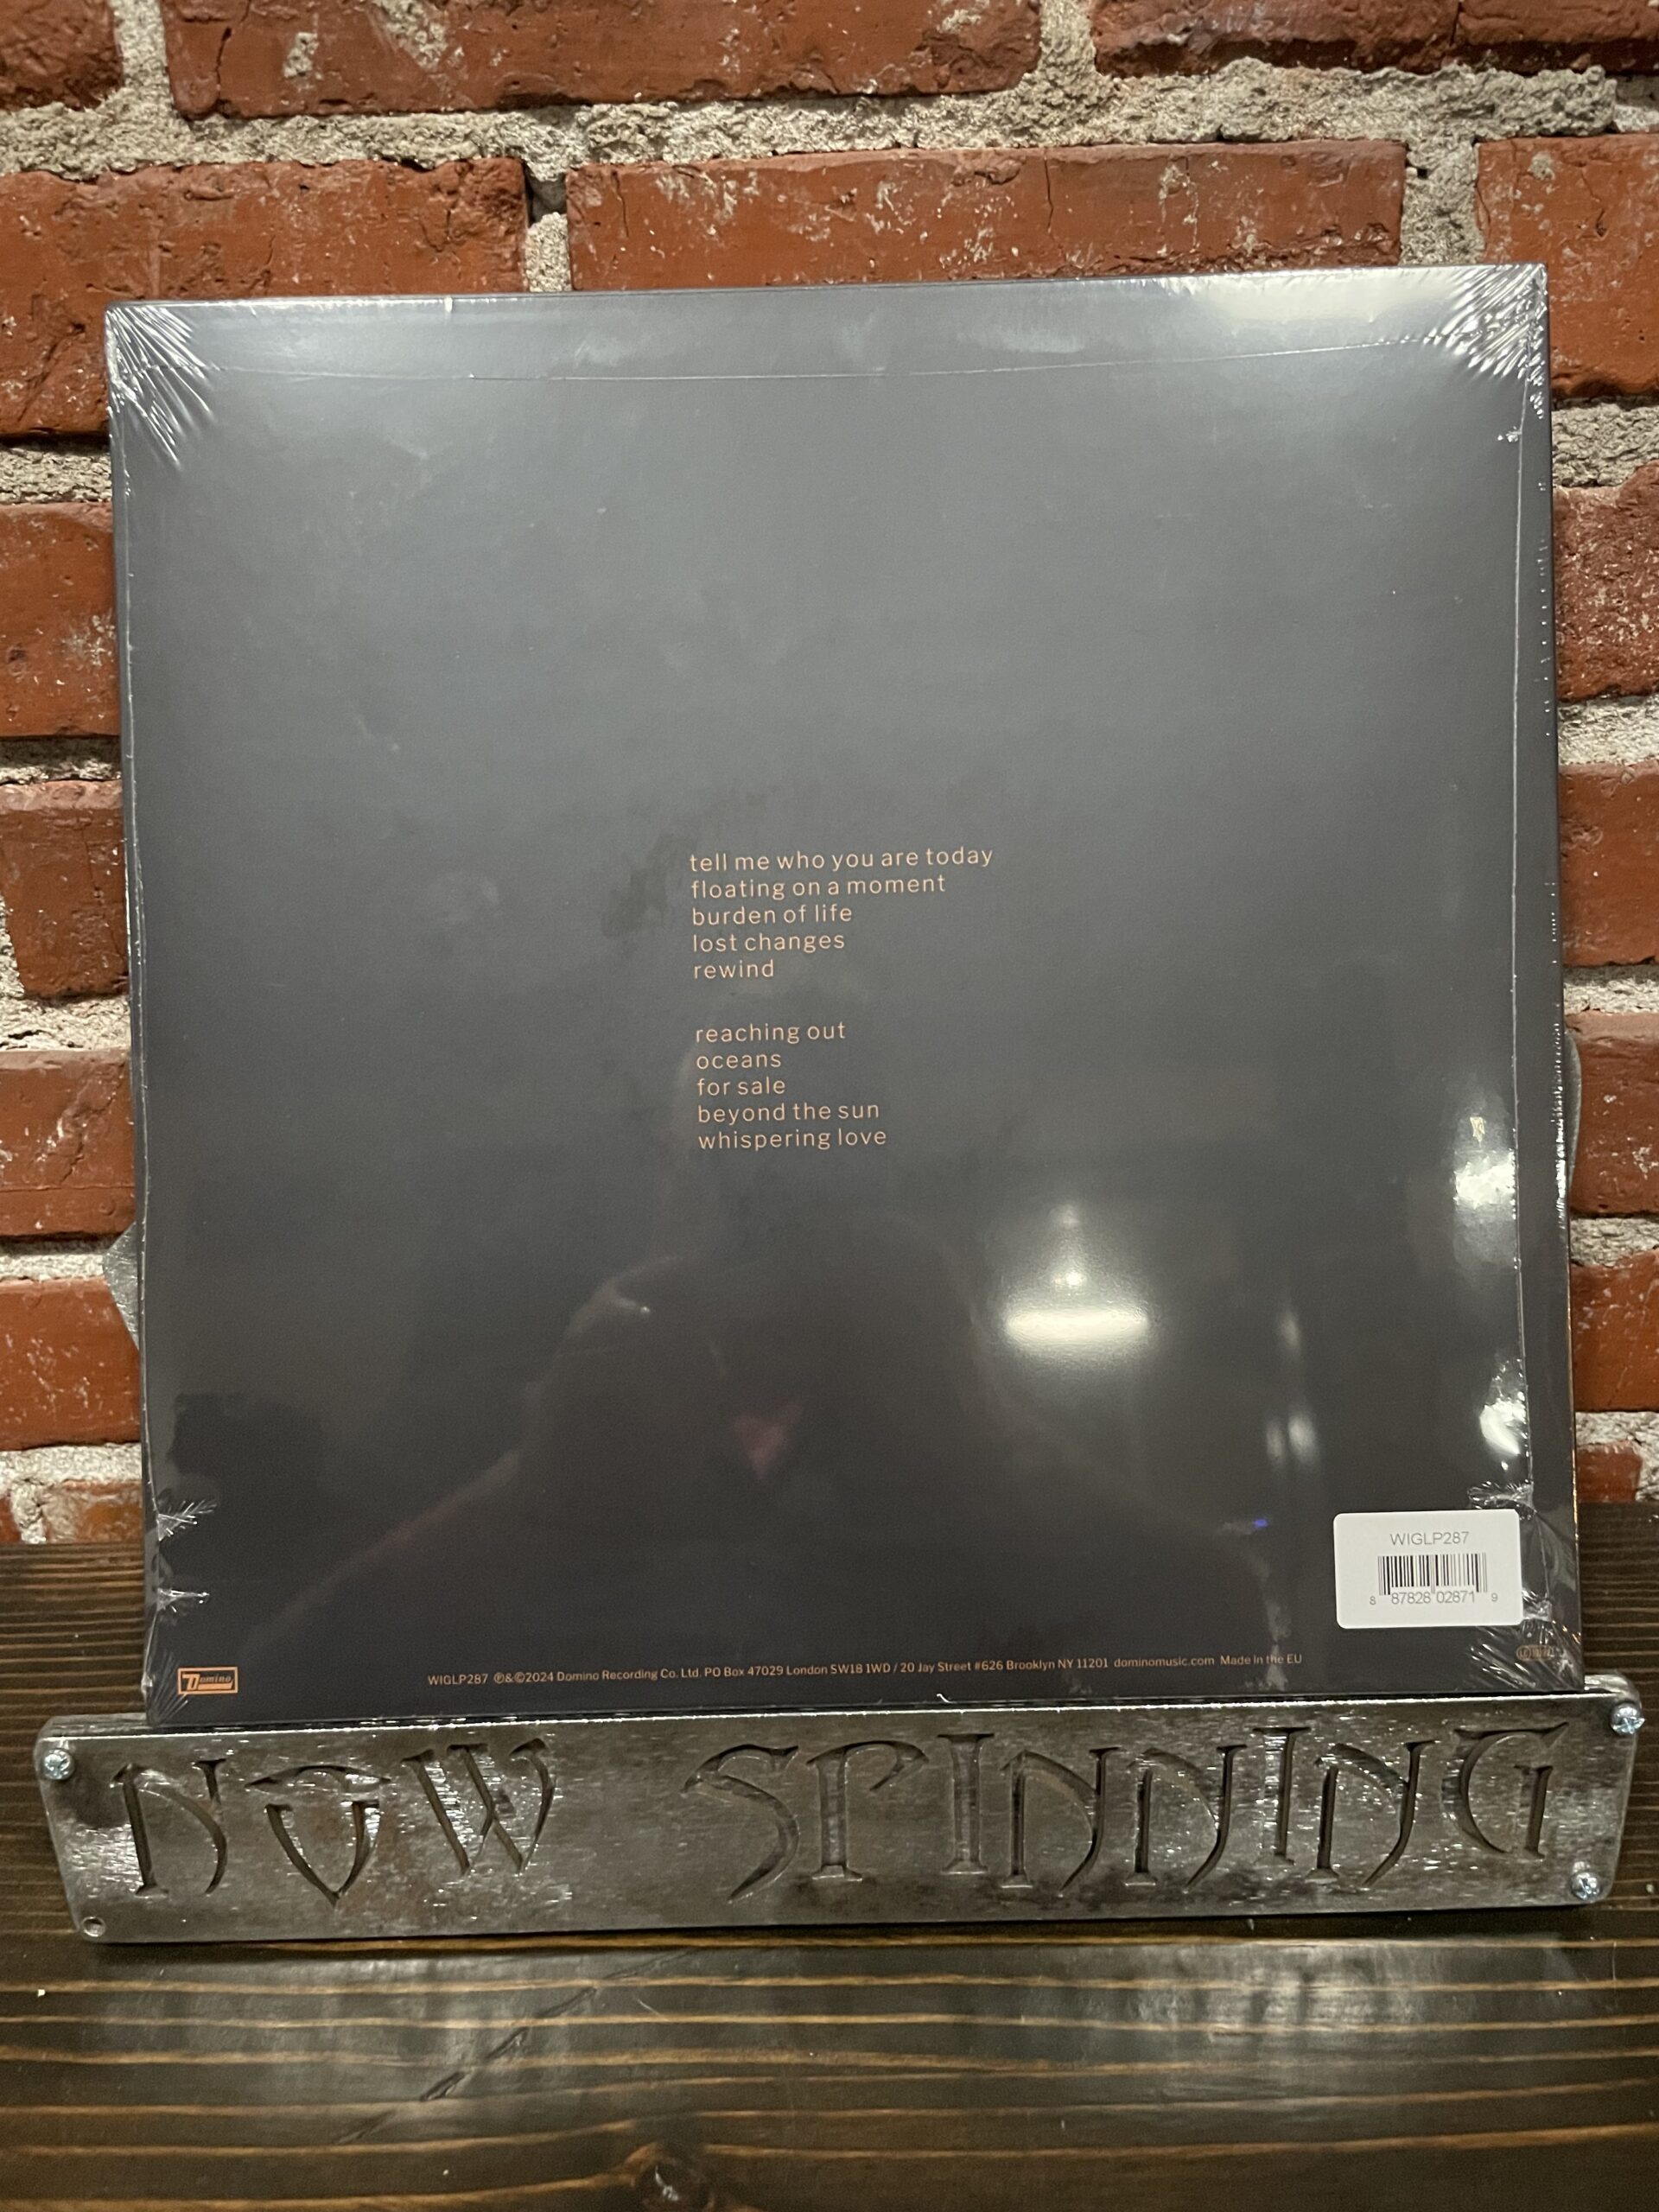 tell me who you are today
floating on a moment
burden of life
lost changes
rewind
reaching out
oceans
for sale
beyond the sun
whispering love
WIGLP287
8 87828 02871 9
Domino
WIGLP287 ℗&©2024 Domino Recording Co. Ltd. PO Box 47029 London SW18 1WD / 20 Jay Street #626 Brooklyn NY 11201 dominomusic.com Made in the EU
NOW SPINNING